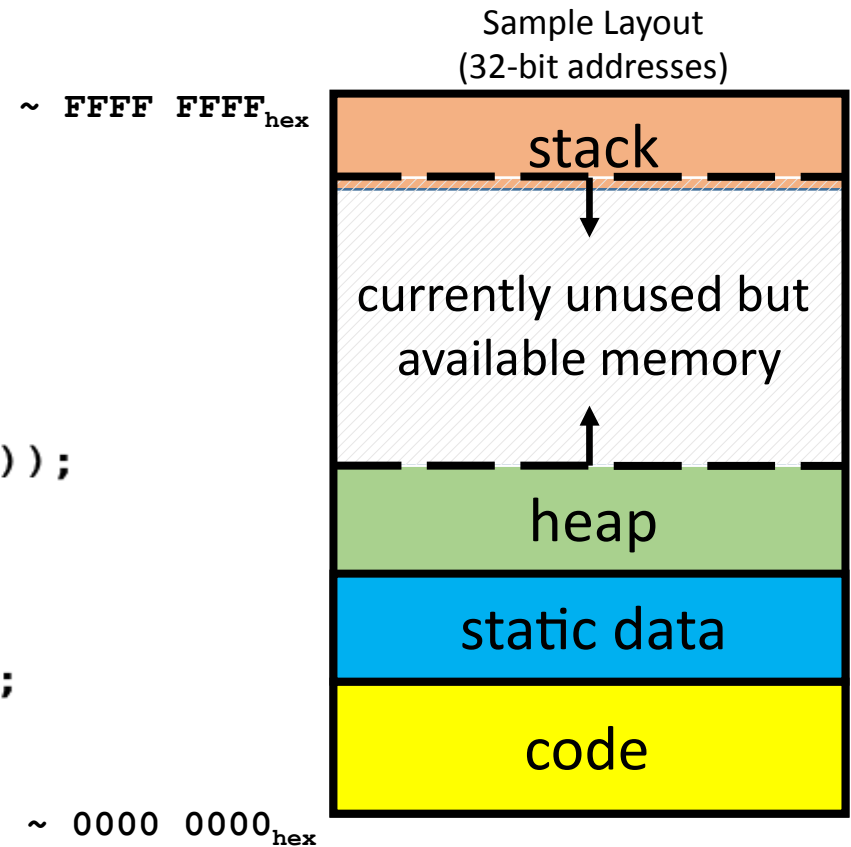 Sample Layout
(32-bit addresses)
~ FFFF FFFFhex
stack
currently unused but
available memory
));
heap
static data
;
code
~ 0000 0000hex